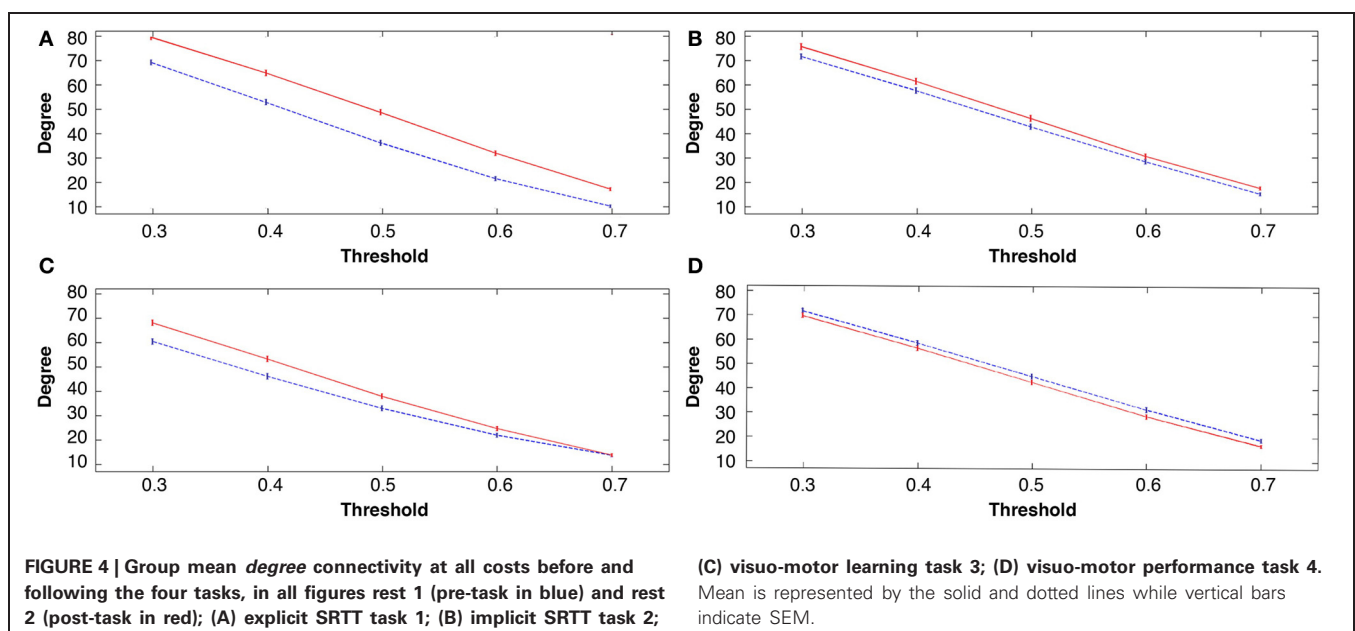 A
80
70
60
50
40
30
20
10
Degree
0.3 0.4 0.5 0.6 0.7
Threshold
B
80
70
60
50
40
30
20
10
Degree
0.3 0.4 0.5 0.6 0.7
Threshold
C
80
70
60
50
40
30
20
10
Degree
0.3 0.4 0.5 0.6 0.7
Threshold
D
80
70
60
50
40
30
20
10
Degree
0.3 0.4 0.5 0.6 0.7
Threshold
FIGURE 4 | Group mean degree connectivity at all costs before and
following the four tasks, in all figures rest 1 (pre-task in blue) and rest
2 (post-task in red); (A) explicit SRTT task 1; (B) implicit SRTT task 2;
(C) visuo-motor learning task 3; (D) visuo-motor performance task 4.
Mean is represented by the solid and dotted lines while vertical bars
indicate SEM.